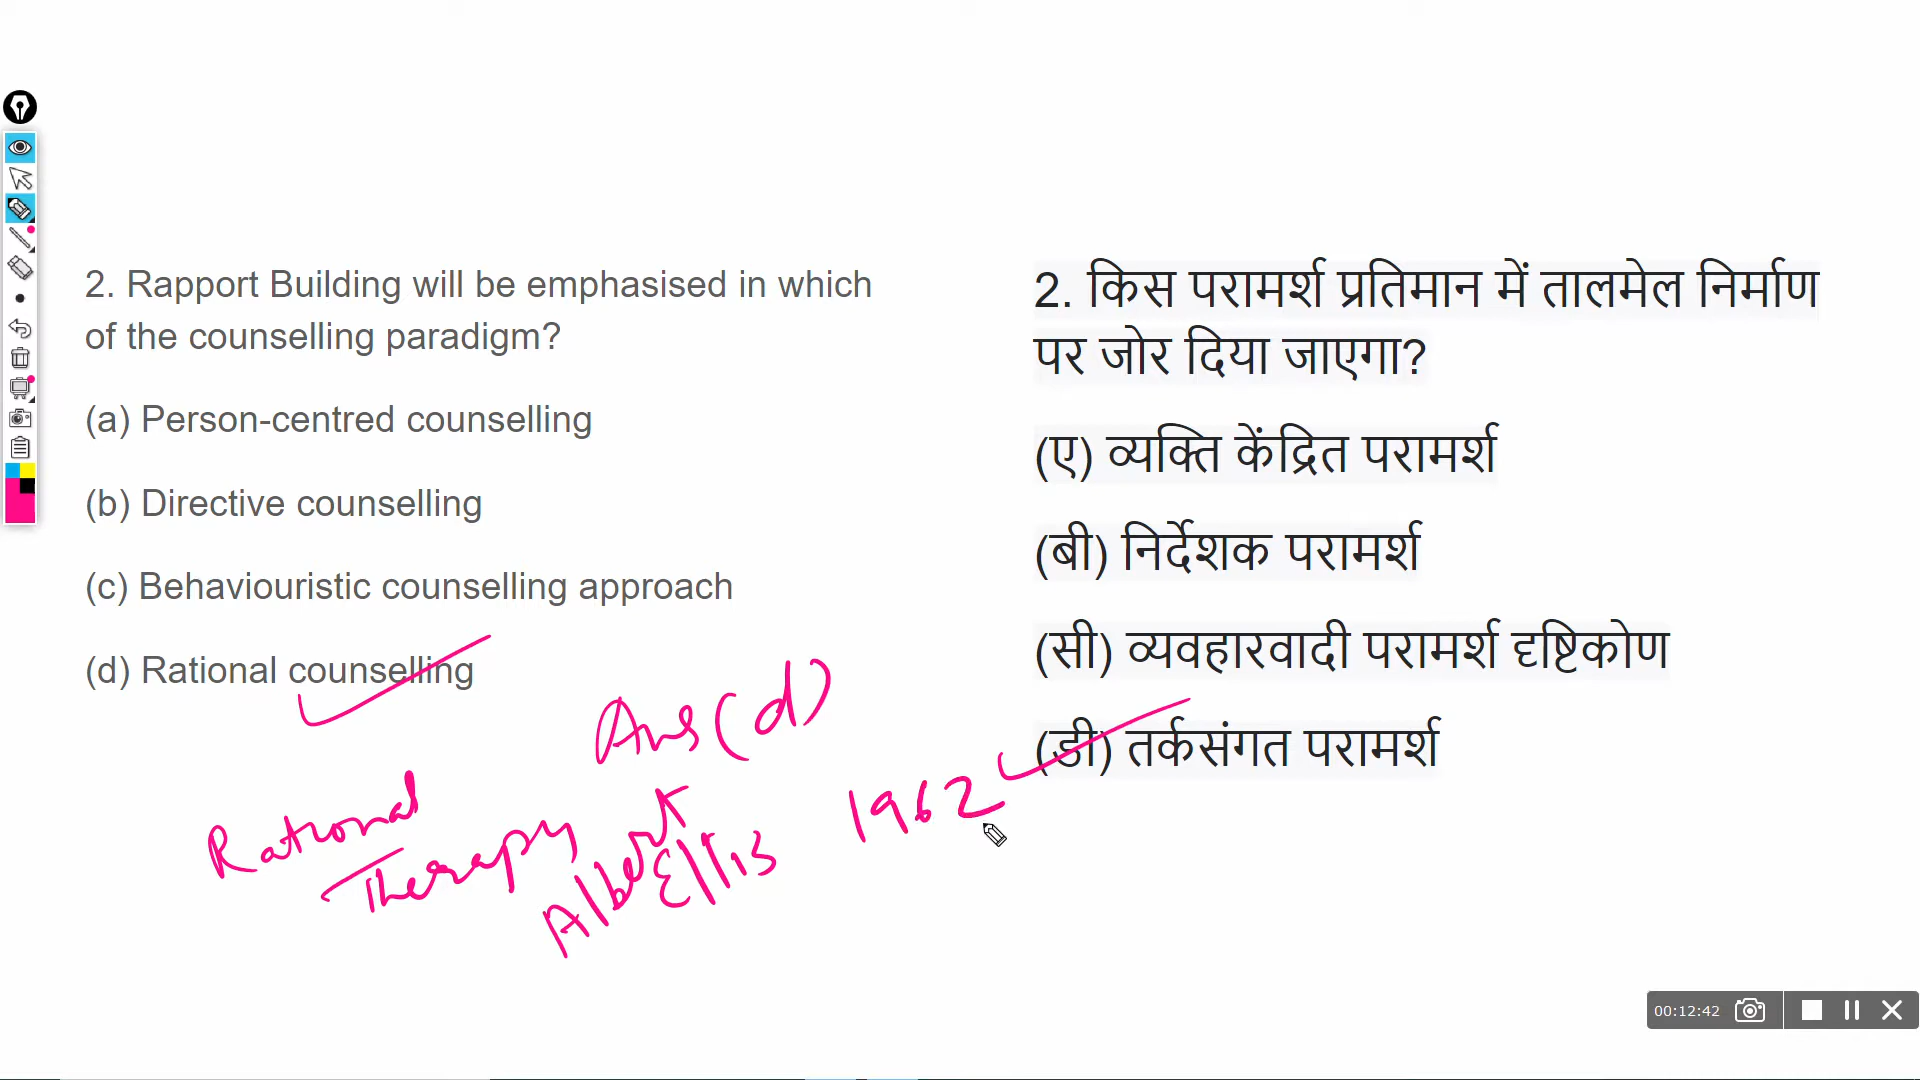 2. Rapport Building will be emphasised in which
of the counselling paradigm?
(a) Person-centred counselling
(b) Directive counselling
(c) Behaviouristic counselling approach
(d) Rational counselling
Ans (d)
Rational
Therapy
Albert
Ellis
1962
2. किस परामर्श प्रतिमान में तालमेल निर्माण
पर जोर दिया जाएगा?
(ए) व्यक्ति केंद्रित परामर्श
(बी) निर्देशक परामर्श
(सी) व्यवहारवादी परामर्श दृष्टिकोण
(डी) तर्कसंगत परामर्श
00:12:42